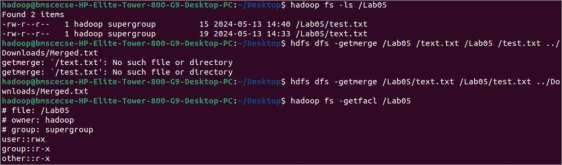 hadoop@bmscecse-HP-Elite-Tower-800-G9-Desktop-PC:~/Desktop$ hadoop fs -ls /Lab05
Found 2 items
-rw-r--r-- 1 hadoop supergroup 15 2024-05-13 14:40 /Lab05/test.txt
-rw-r--r-- 1 hadoop supergroup 19 2024-05-13 14:33 /Lab05/text.txt
hadoop@bmscecse-HP-Elite-Tower-800-G9-Desktop-PC:~/Desktop$ hdfs dfs -getmerge /Lab05 /text.txt /Lab05 /test.txt ../
Downloads/Merged.txt
getmerge: `/text.txt': No such file or directory
getmerge: `/test.txt': No such file or directory
hadoop@bmscecse-HP-Elite-Tower-800-G9-Desktop-PC:~/Desktop$ hdfs dfs -getmerge /Lab05/text.txt /Lab05/test.txt ../Do
wnloads/Merged.txt
hadoop@bmscecse-HP-Elite-Tower-800-G9-Desktop-PC:~/Desktop$ hadoop fs -getfacl /Lab05
# file: /Lab05
# owner: hadoop
# group: supergroup
user::rwx
group::r-x
other::r-x